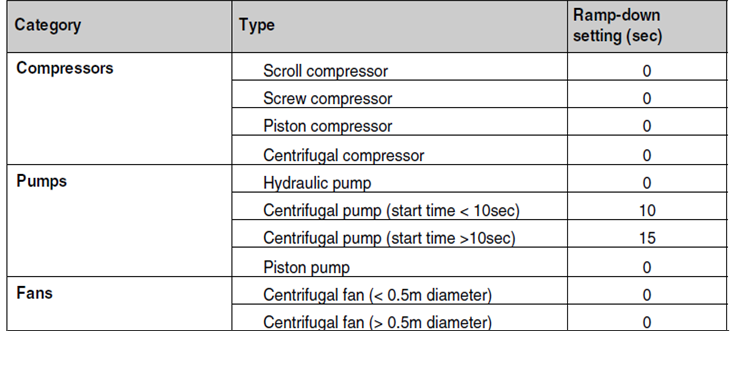 Category Type Ramp-down setting (sec)
Compressors Scroll compressor 0
Screw compressor 0
Piston compressor 0
Centrifugal compressor 0
Pumps Hydraulic pump 0
Centrifugal pump (start time < 10sec) 10
Centrifugal pump (start time >10sec) 15
Piston pump 0
Fans Centrifugal fan (< 0.5m diameter) 0
Centrifugal fan (> 0.5m diameter) 0